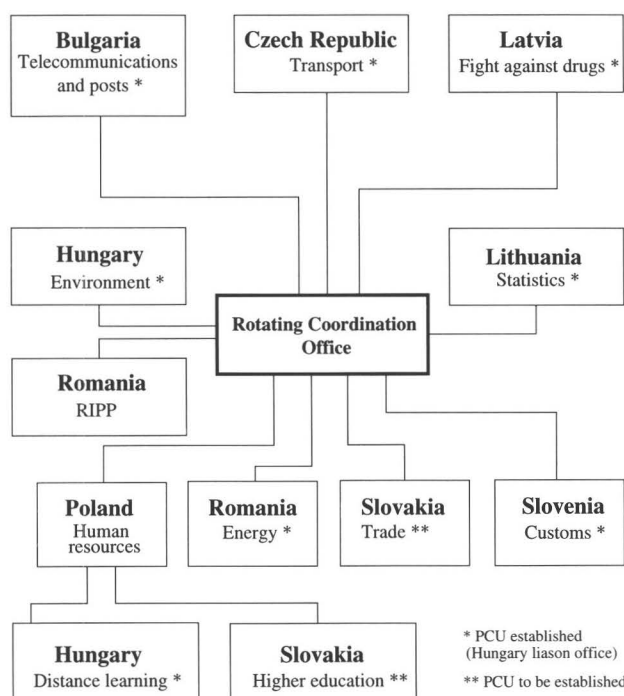 Bulgaria
Telecommunications
and posts *
Czech Republic
Transport *
Latvia
Fight against drugs *
Hungary
Environment *
Lithuania
Statistics *
Rotating Coordination
Office
Romania
RIPP
Poland
Human
resources
Romania
Energy *
Slovakia
Trade **
Slovenia
Customs *
Hungary
Distance learning *
Slovakia
Higher education **
* PCU established
(Hungary liason office)
** PCU to be established